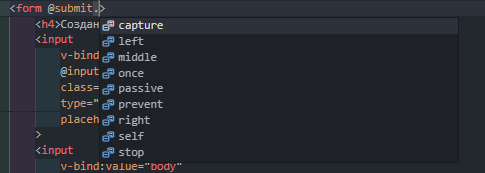 <form @submit.>
<h4>Создан
capture
<input
left
v-bind
middle
@input
once
class=
passive
type="
prevent
placeh
right
>
self
<input
stop
v-bind:value="body"